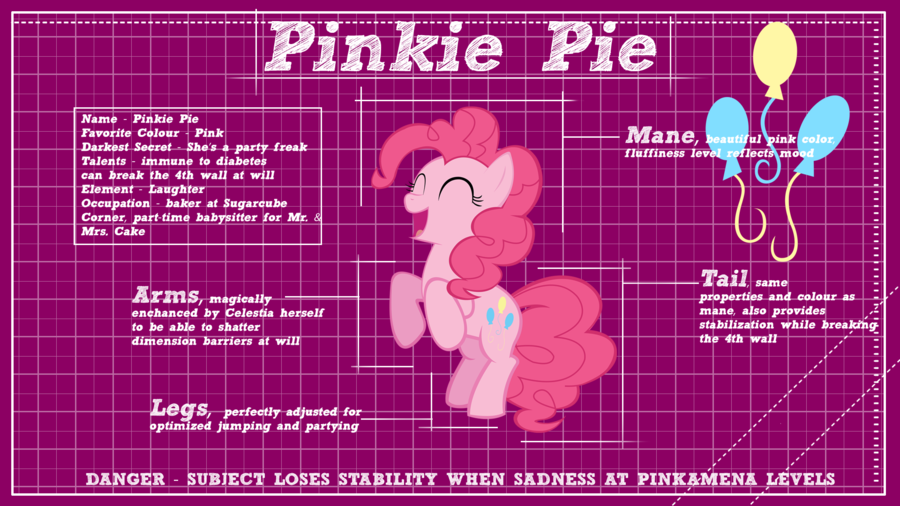 Pinkie Pie
Name - Pinkie Pie
Favorite Colour - Pink
Darkest Secret - She's a party freak
Talents - immune to diabetes
can break the 4th wall at will
Element - Laughter
Occupation - baker at Sugarcube
Corner, part-time babysitter for Mr. &
Mrs. Cake
Mane, beautiful pink color,
fluffiness level reflects mood
Arms, magically
enchanced by Celestia herself
to be able to shatter
dimension barriers at will
Tail, same
properties and colour as
mane, also provides
stabilization while breaking
the 4th wall
Legs, perfectly adjusted for
optimized jumping and partying
DANGER - SUBJECT LOSES STABILITY WHEN SADNESS AT PINKAMENA LEVELS